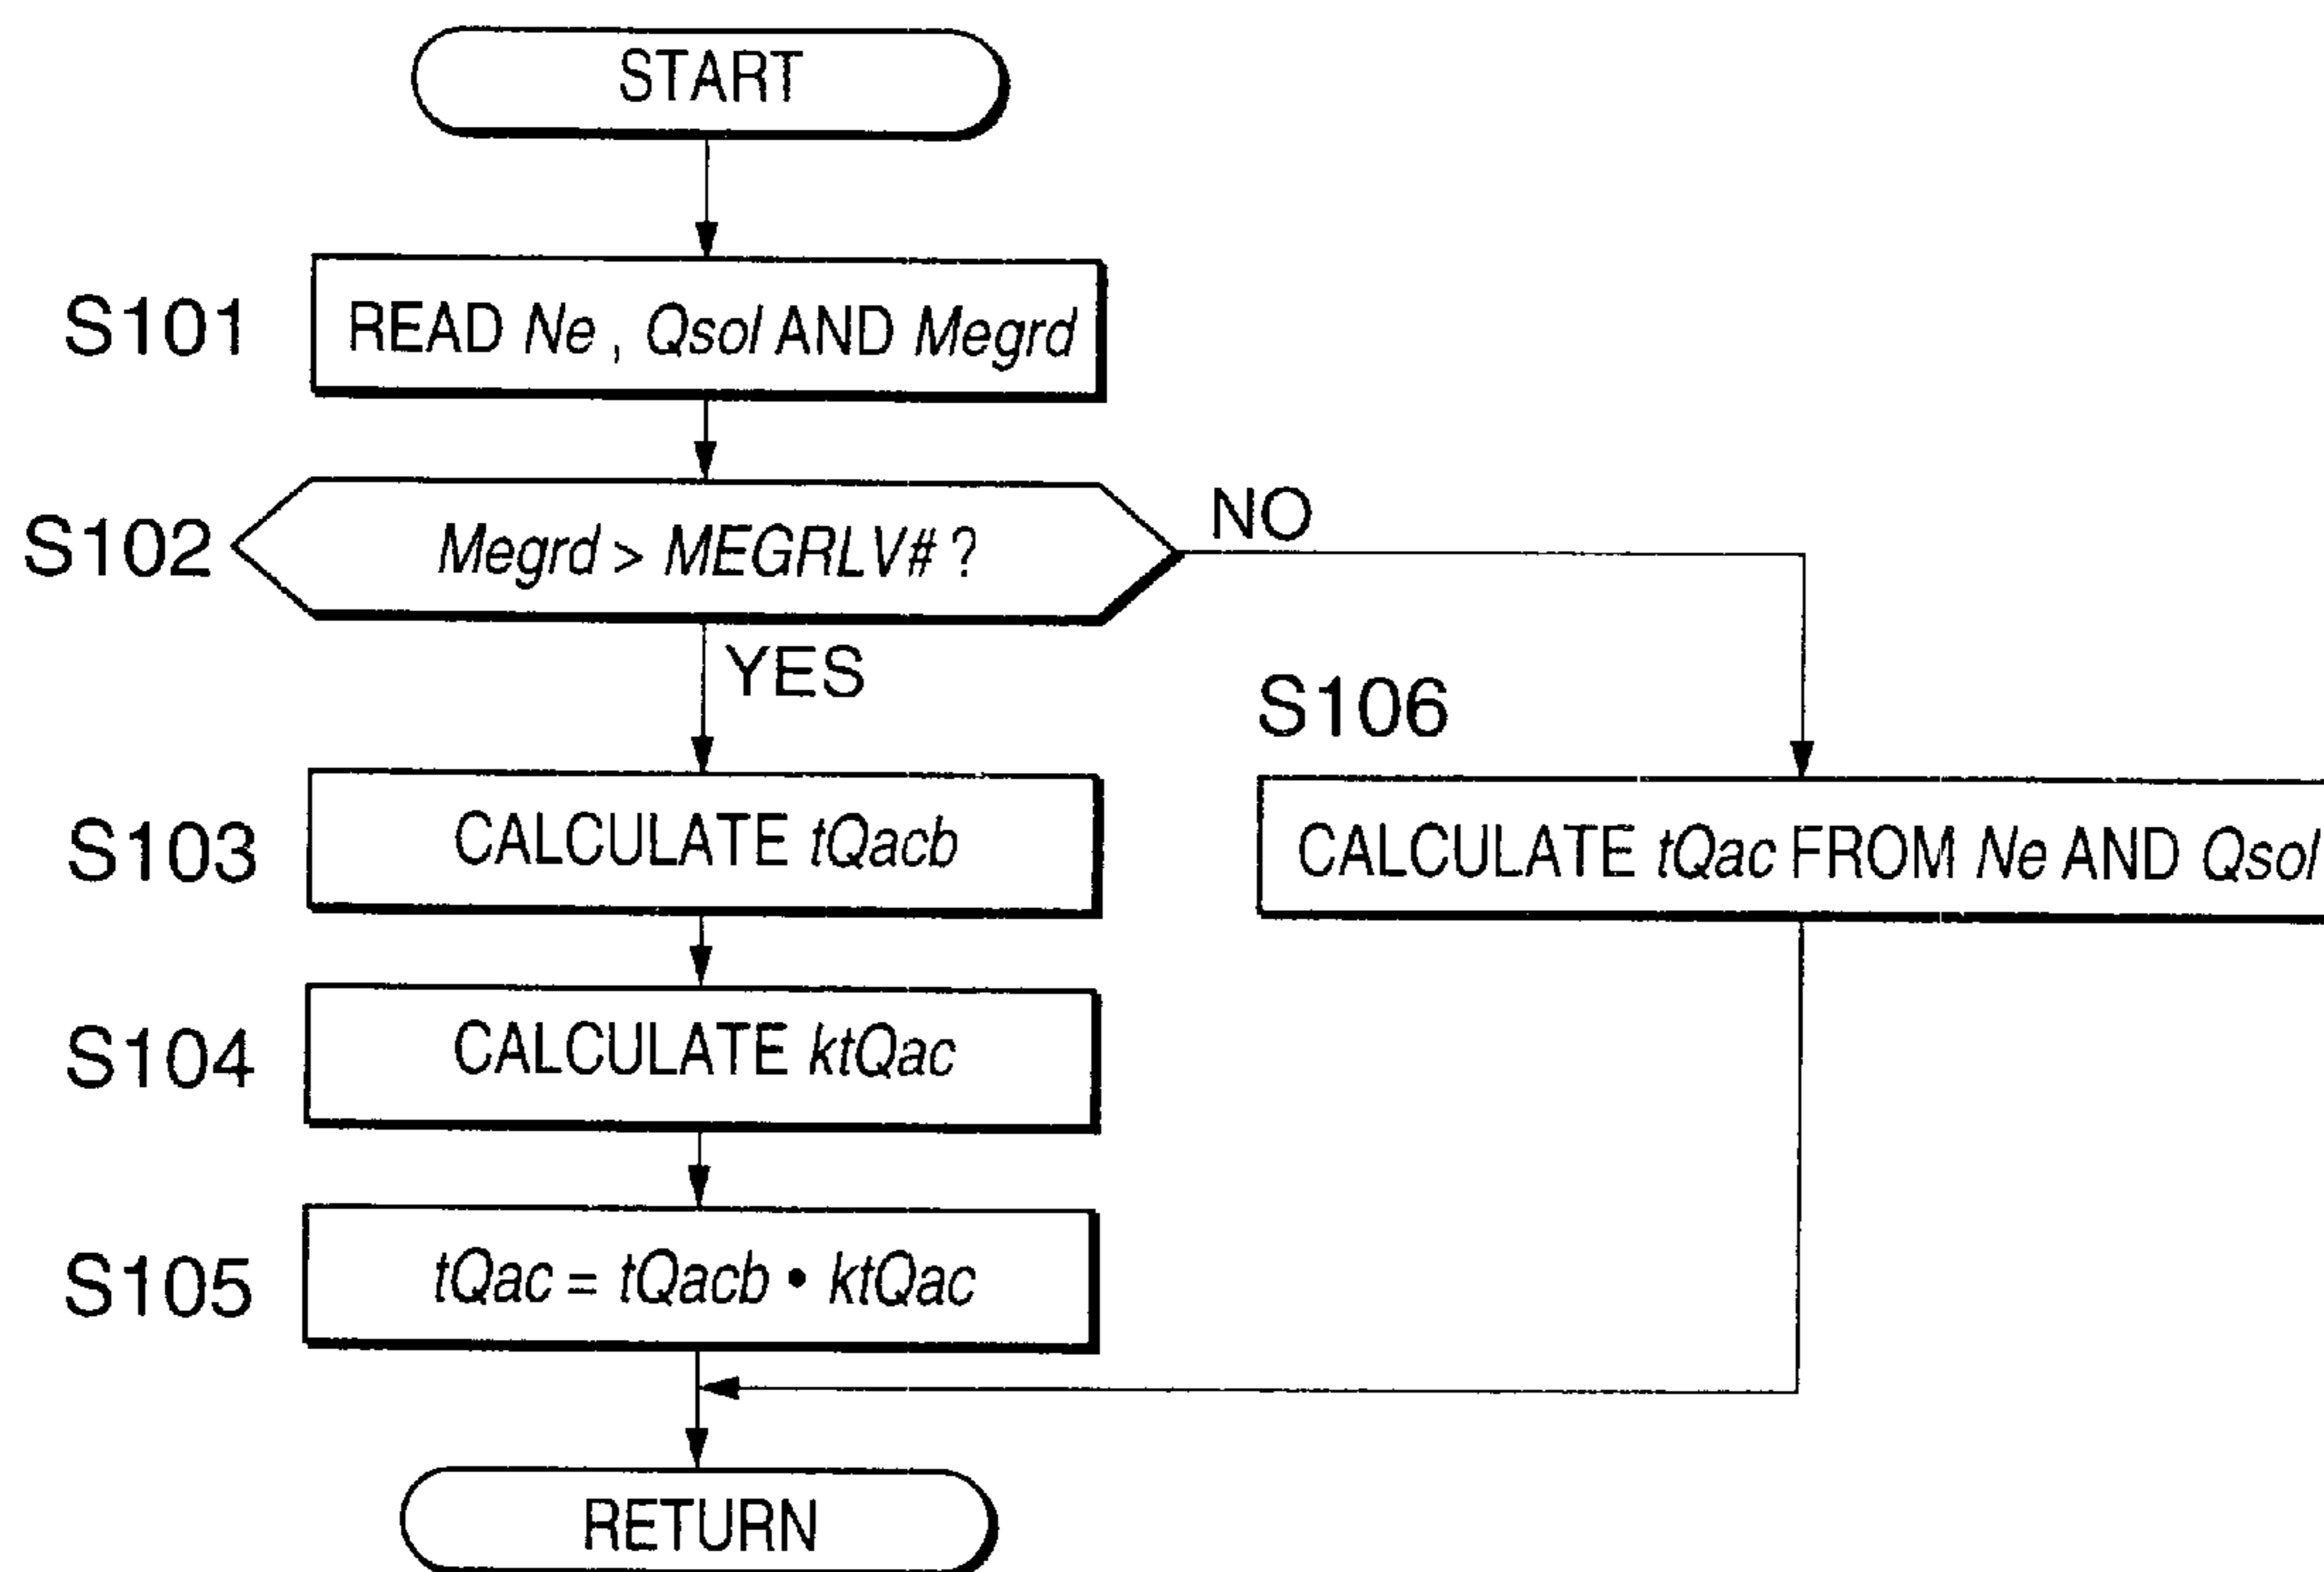 START
S101
READ Ne, Qsol AND Megrd
S102
Megrd > MEGRLV# ?
NO
YES
S106
S103
CALCULATE tQacb
CALCULATE tQac FROM Ne AND Qsol
S104
CALCULATE ktQac
S105
tQac = tQacb • ktQac
RETURN